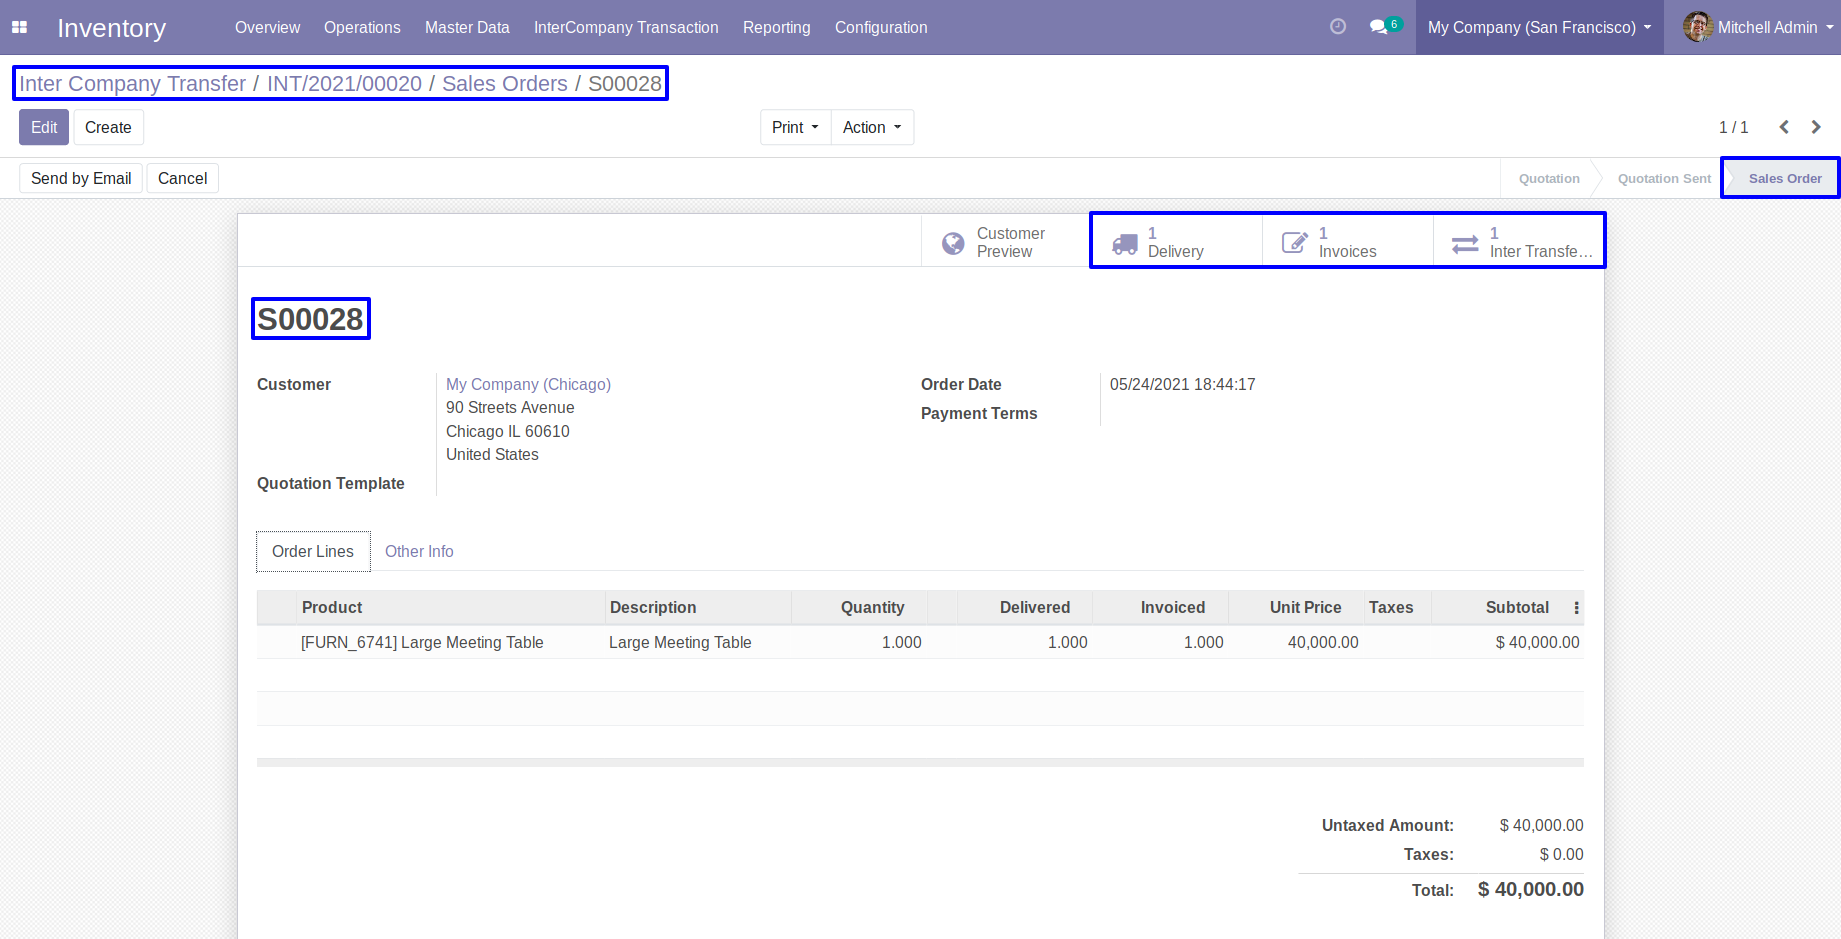 Inventory Overview Operations Master Data InterCompany Transaction Reporting Configuration 6 My Company (San Francisco) Mitchell Admin
Inter Company Transfer / INT/2021/00020 / Sales Orders / S00028
Edit Create Print Action 1 / 1
Send by Email Cancel Quotation Quotation Sent Sales Order
Customer Preview 1 Delivery 1 Invoices 1 Inter Transfe...
S00028
Customer My Company (Chicago) Order Date 05/24/2021 18:44:17
90 Streets Avenue Payment Terms
Chicago IL 60610
United States
Quotation Template
Order Lines Other Info
Product Description Quantity Delivered Invoiced Unit Price Taxes Subtotal
[FURN_6741] Large Meeting Table Large Meeting Table 1.000 1.000 1.000 40,000.00 $ 40,000.00
Untaxed Amount: $ 40,000.00
Taxes: $ 0.00
Total: $ 40,000.00